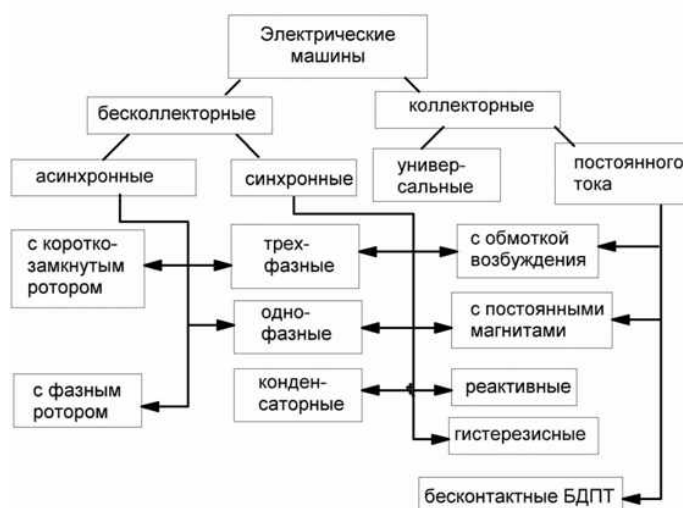 Электрические
машины
бесколлекторные
коллекторные
асинхронные
синхронные
универ-
сальные
постоянного
тока
с коротко-
замкнутым
ротором
трех-
фазные
с обмоткой
возбуждения
одно-
фазные
с постоянными
магнитами
с фазным
ротором
конден-
саторные
реактивные
гистерезисные
бесконтактные БДПТ